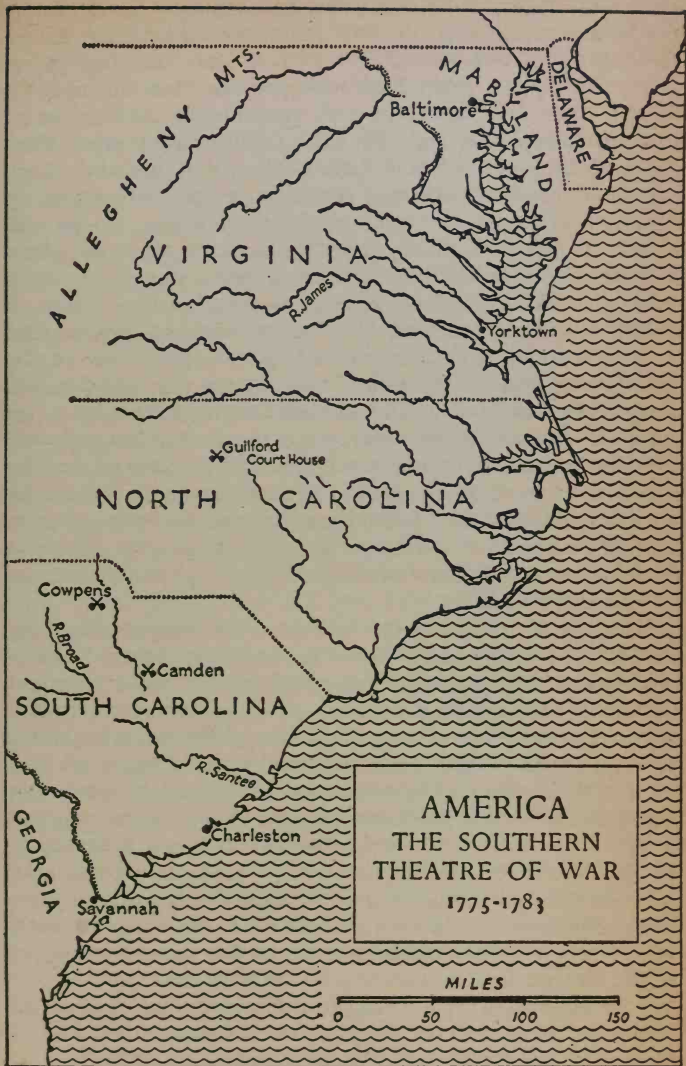 ALLEGHENY MTS.
MARYLAND
DELAWARE
Baltimore
VIRGINIA
R.James
Yorktown
Guilford
Court House
NORTH CAROLINA
Cowpens
R.Broad
Camden
SOUTH CAROLINA
R.Santee
GEORGIA
Charleston
Savannah
AMERICA
THE SOUTHERN
THEATRE OF WAR
1775-1783
MILES
0 50 100 150